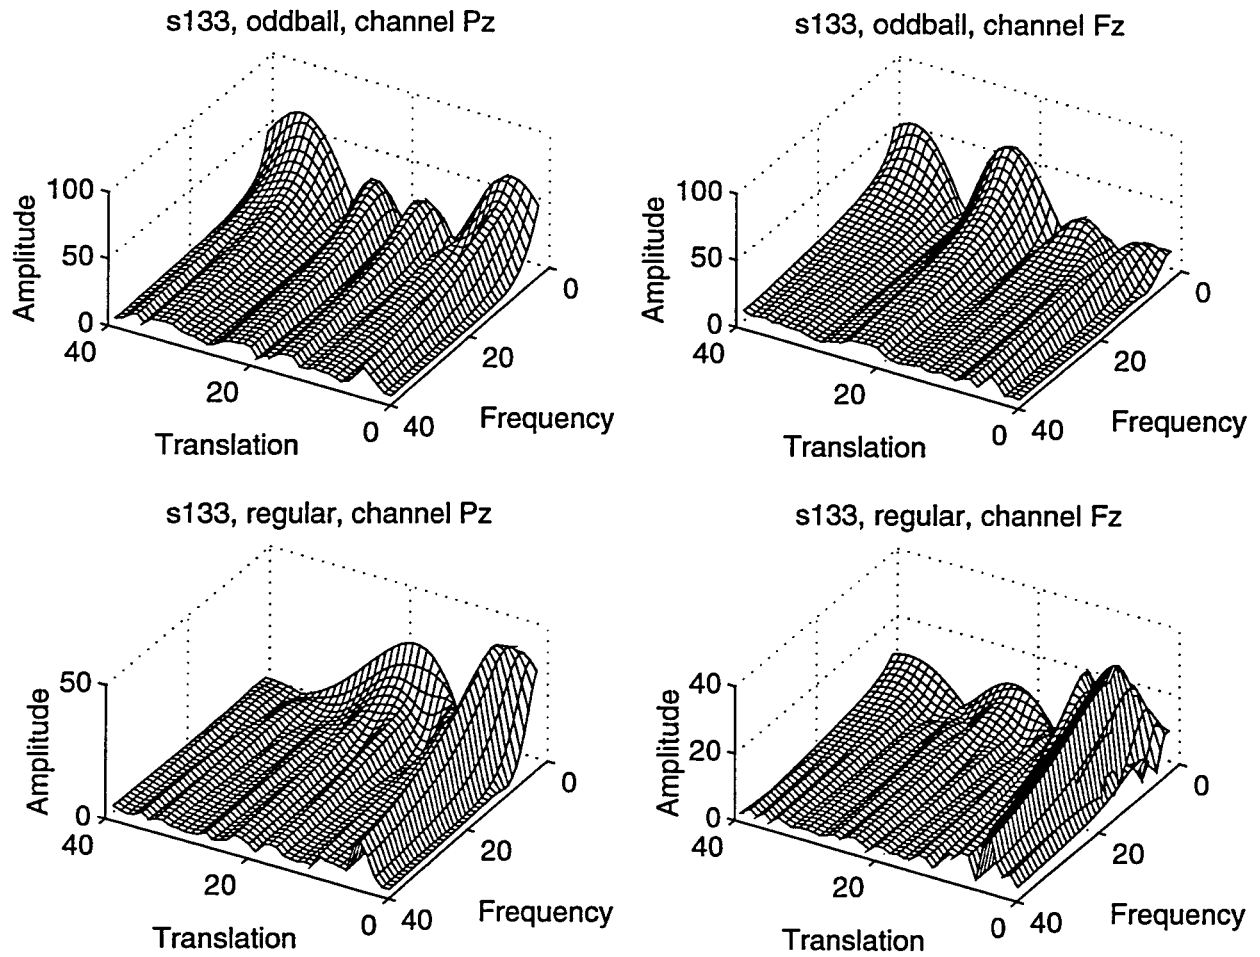 s133, oddball, channel Pz
100
50
0
Amplitude
40
20
0
Translation
40
20
0
Frequency
s133, oddball, channel Fz
100
50
0
Amplitude
40
20
0
Translation
40
20
0
Frequency
s133, regular, channel Pz
50
0
Amplitude
40
20
0
Translation
40
20
0
Frequency
s133, regular, channel Fz
40
20
0
Amplitude
40
20
0
Translation
40
20
0
Frequency